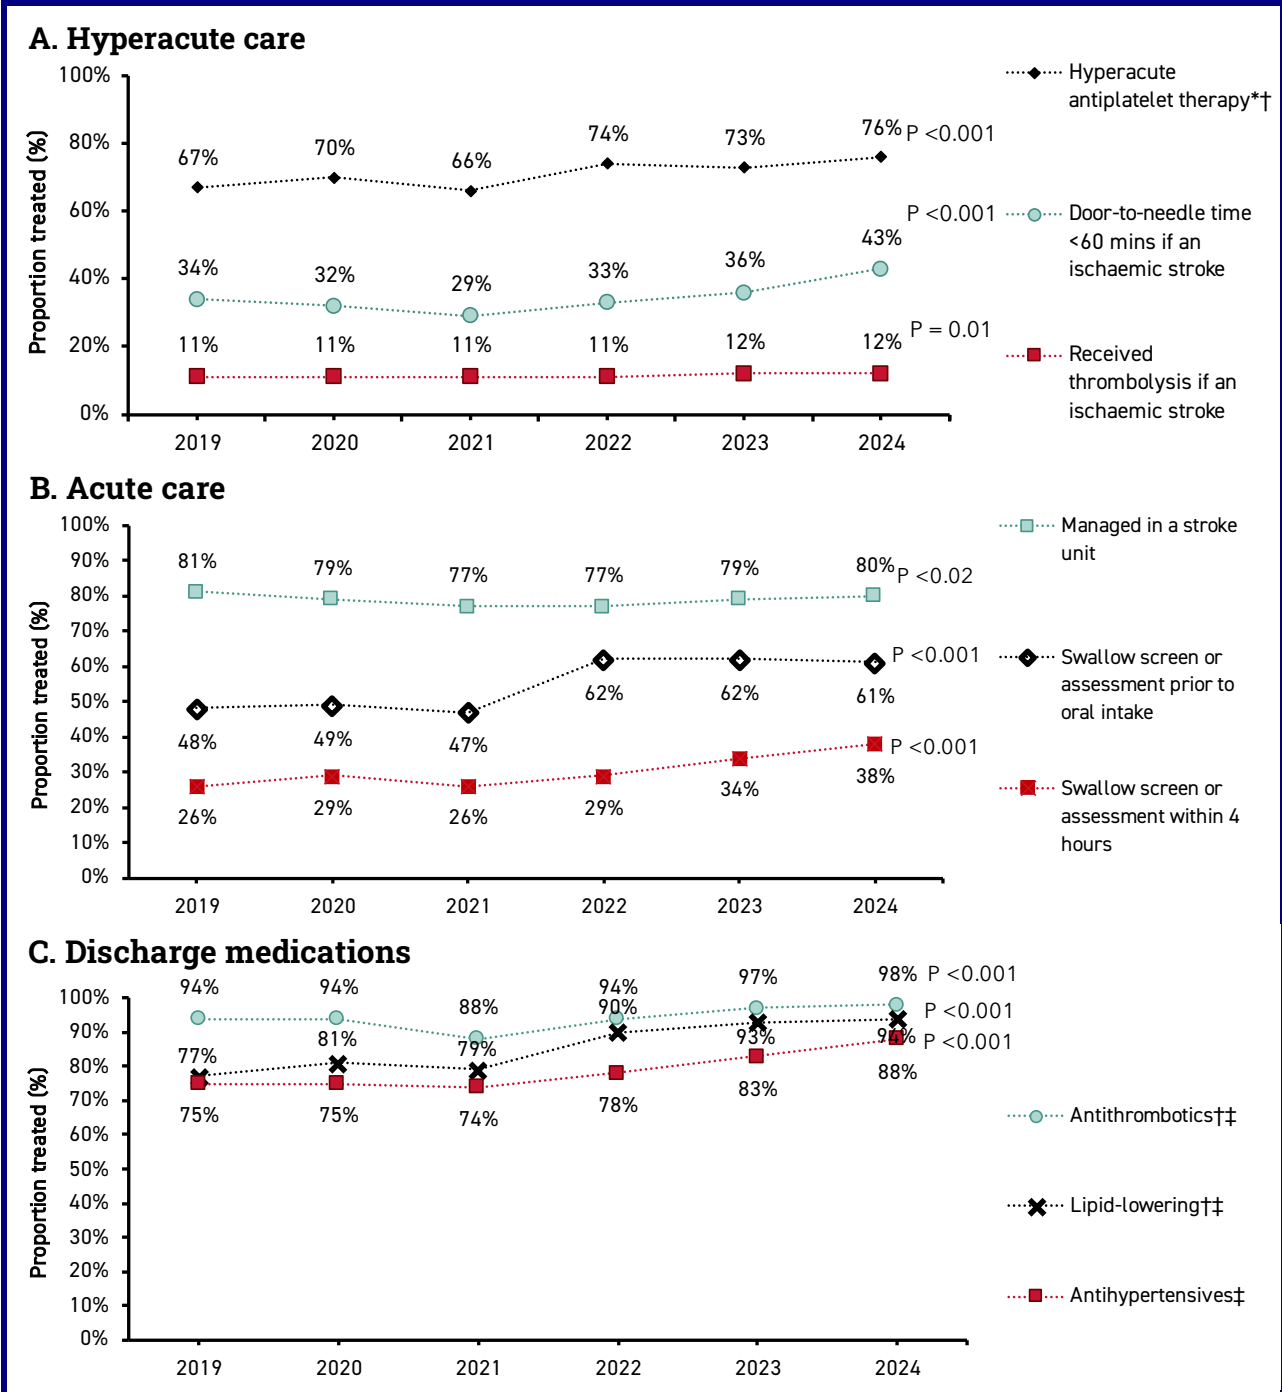 A. Hyperacute care
100%
80%
60%
40%
20%
0%
Proportion treated (%)
67%
70%
66%
74%
73%
76%
P <0.001
34%
32%
29%
33%
36%
43%
P <0.001
11%
11%
11%
11%
12%
12%
P = 0.01
2019
2020
2021
2022
2023
2024
Hyperacute
antiplatelet therapy*†
Door-to-needle time
<60 mins if an
ischaemic stroke
Received
thrombolysis if an
ischaemic stroke
B. Acute care
100%
90%
80%
70%
60%
50%
40%
30%
20%
10%
0%
Proportion treated (%)
81%
79%
77%
77%
79%
80%
P <0.02
48%
49%
47%
62%
62%
61%
P <0.001
26%
29%
26%
29%
34%
38%
P <0.001
2019
2020
2021
2022
2023
2024
Managed in a stroke
unit
Swallow screen or
assessment prior to
oral intake
Swallow screen or
assessment within 4
hours
C. Discharge medications
100%
90%
80%
70%
60%
50%
40%
30%
20%
10%
0%
Proportion treated (%)
94%
94%
88%
94%
97%
98%
P <0.001
77%
81%
79%
90%
93%
94%
P <0.001
75%
75%
74%
78%
83%
88%
P <0.001
2019
2020
2021
2022
2023
2024
Antithrombotics†‡
Lipid-lowering†‡
Antihypertensives‡